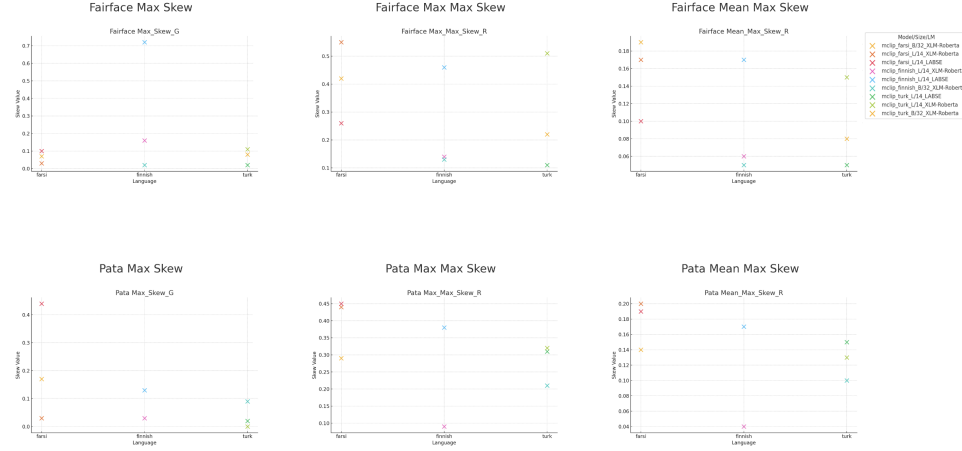 Fairface Max Skew
Fairface Max Max Skew
Fairface Mean Max Skew
Fairface Max_Skew_G
0.7
0.6
0.5
0.4
0.3
0.2
0.1
0.0
Skew Value
farsi
finnish
turk
Language
Fairface Max_Max_Skew_R
0.5
0.4
0.3
0.2
0.1
Skew Value
farsi
finnish
turk
Language
Fairface Mean_Max_Skew_R
0.18
0.16
0.14
0.12
0.10
0.08
0.06
Skew Value
farsi
finnish
turk
Language
Model/Size/LM
mclip_farsi_B/32_XLM-Roberta
mclip_farsi_L/14_XLM-Roberta
mclip_farsi_L/14_LABSE
mclip_finnish_L/14_XLM-Roberta
mclip_finnish_L/14_LABSE
mclip_finnish_B/32_XLM-Roberta
mclip_turk_L/14_LABSE
mclip_turk_L/14_XLM-Roberta
mclip_turk_B/32_XLM-Roberta
Pata Max Skew
Pata Max Max Skew
Pata Mean Max Skew
Pata Max_Skew_G
0.4
0.3
0.2
0.1
0.0
Skew Value
farsi
finnish
turk
Language
Pata Max_Max_Skew_R
0.45
0.40
0.35
0.30
0.25
0.20
0.15
0.10
Skew Value
farsi
finnish
turk
Language
Pata Mean_Max_Skew_R
0.20
0.18
0.16
0.14
0.12
0.10
0.08
0.06
0.04
Skew Value
farsi
finnish
turk
Language